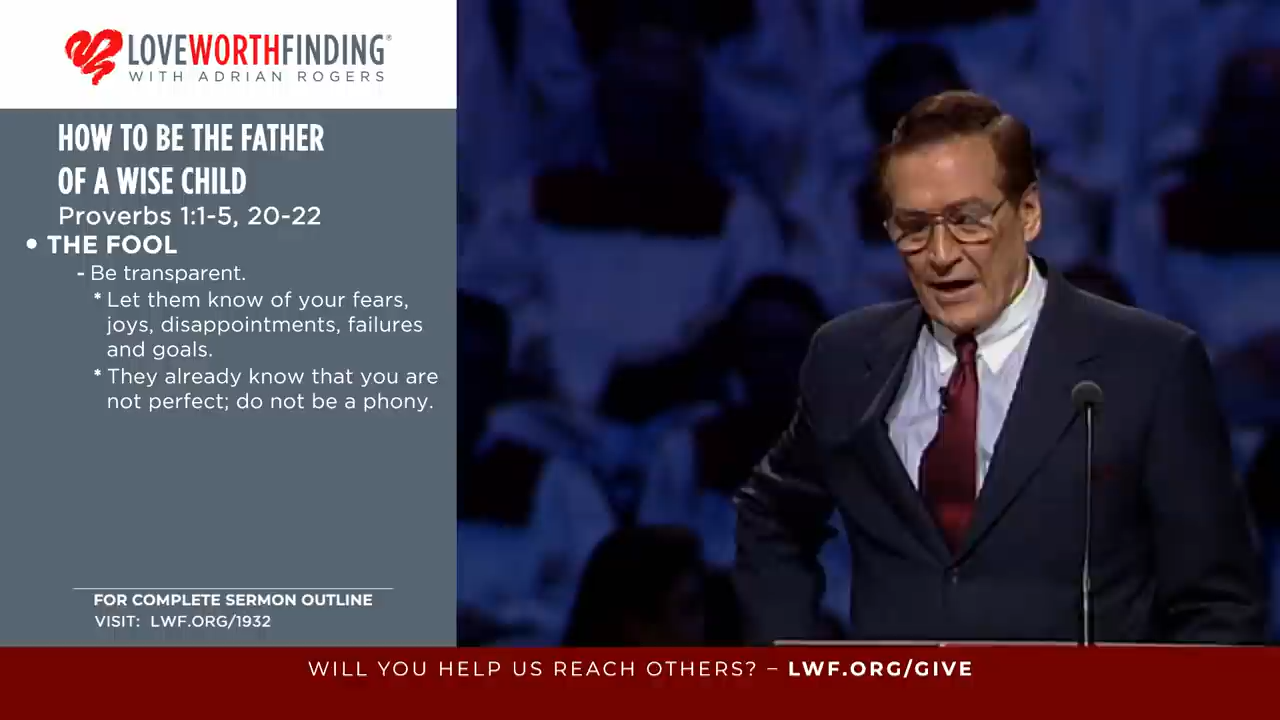 LOVEWORTHFINDING®
WITH ADRIAN ROGERS
HOW TO BE THE FATHER
OF A WISE CHILD
Proverbs 1:1-5, 20-22
• THE FOOL
- Be transparent.
* Let them know of your fears,
joys, disappointments, failures
and goals.
* They already know that you are
not perfect; do not be a phony.
FOR COMPLETE SERMON OUTLINE
VISIT: LWF.ORG/1932
WILL YOU HELP US REACH OTHERS? – LWF.ORG/GIVE